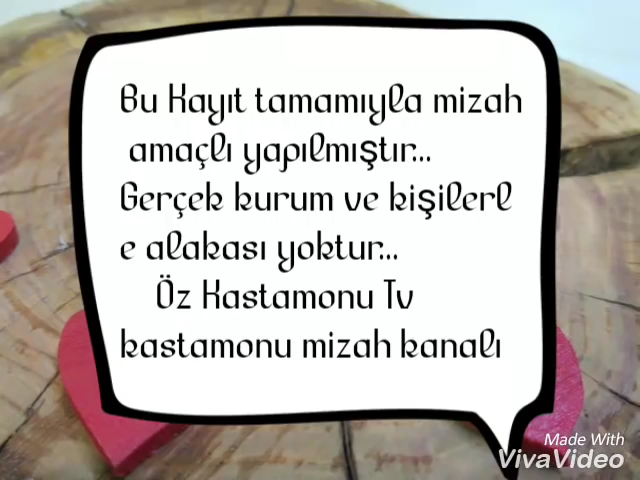 Bu Kayıt tamamıyla mizah
amaçlı yapılmıştır...
Gerçek kurum ve kişilerl
e alakası yoktur...
Öz Kastamonu Tv
kastamonu mizah kanalı
Made With
VivaVideo